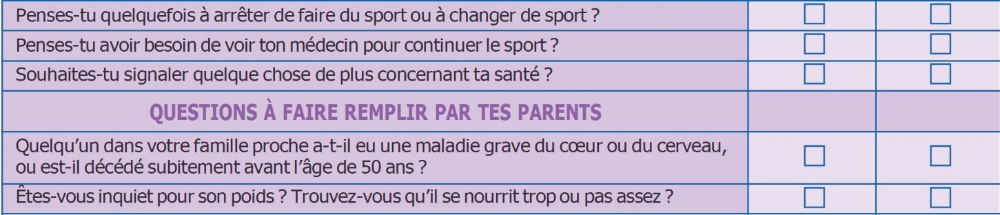 Penses-tu quelquefois à arrêter de faire du sport ou à changer de sport ?
Penses-tu avoir besoin de voir ton médecin pour continuer le sport ?
Souhaites-tu signaler quelque chose de plus concernant ta santé ?
QUESTIONS À FAIRE REMPLIR PAR TES PARENTS
Quelqu’un dans votre famille proche a-t-il eu une maladie grave du cœur ou du cerveau,
ou est-il décédé subitement avant l’âge de 50 ans ?
Êtes-vous inquiet pour son poids ? Trouvez-vous qu’il se nourrit trop ou pas assez ?